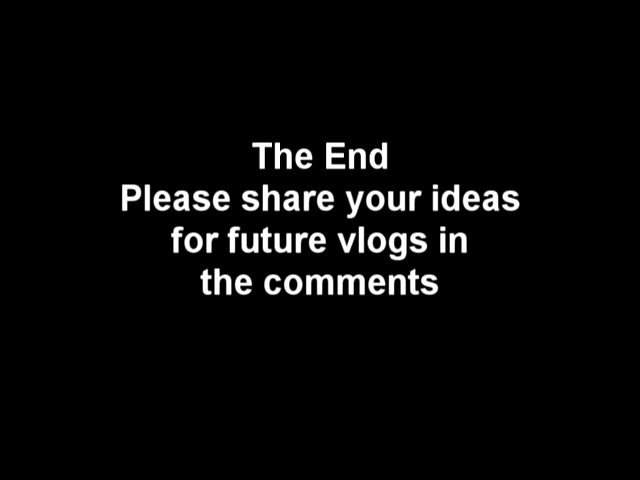 The End
Please share your ideas
for future vlogs in
the comments